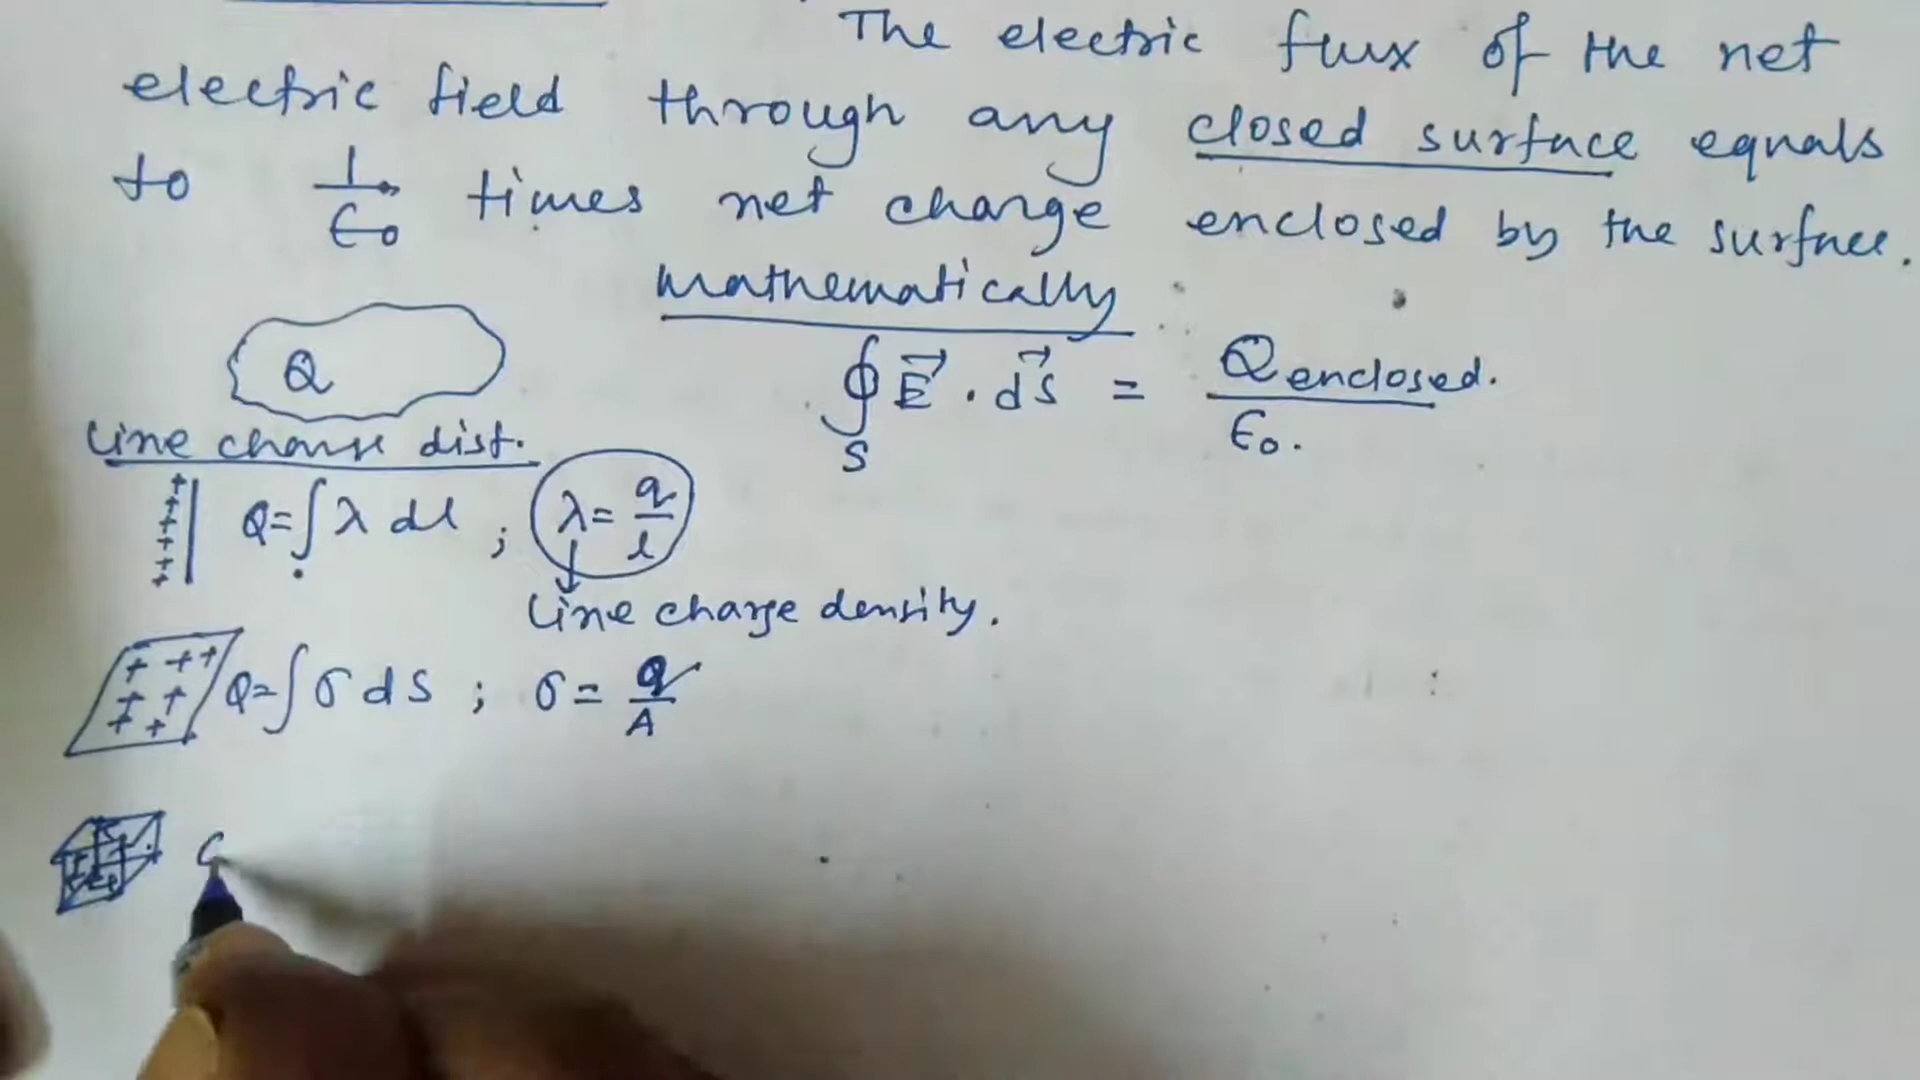 The electric flux of the net
electric field through any closed surface equals
to 1/ϵ₀ times net charge enclosed by the surface.
Mathematically
Q
∮S E⃗ . dS⃗ = Q enclosed. / ϵ₀.
Line charge dist.
+ + + + + + Q = ∫ λ dl ; λ = q/l
Line charge density.
+ + + + + + + Q = ∫ σ dS ; σ = q/A